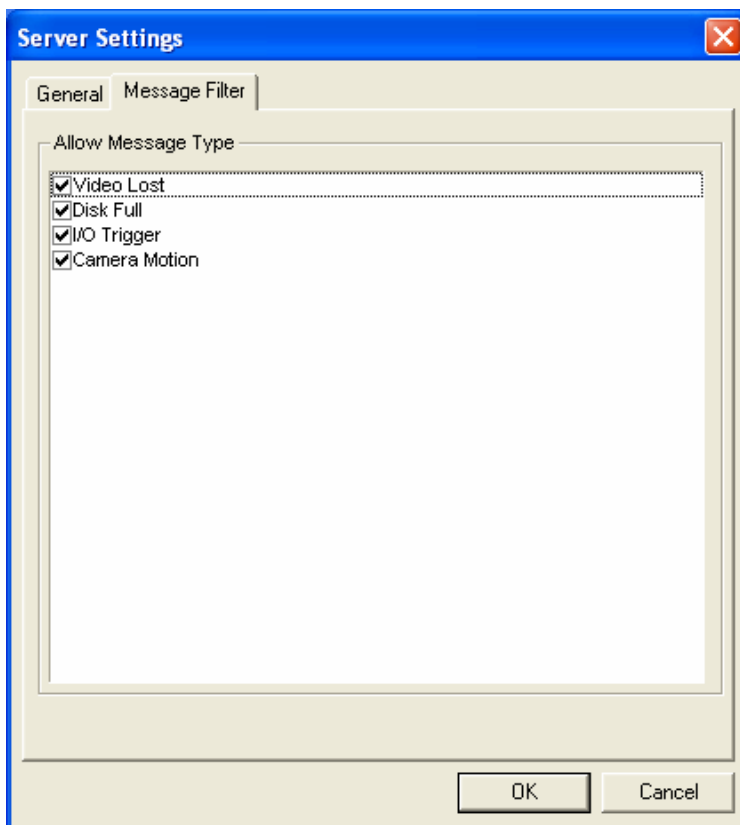 Server Settings
General Message Filter
Allow Message Type
Video Lost
Disk Full
I/O Trigger
Camera Motion
OK Cancel